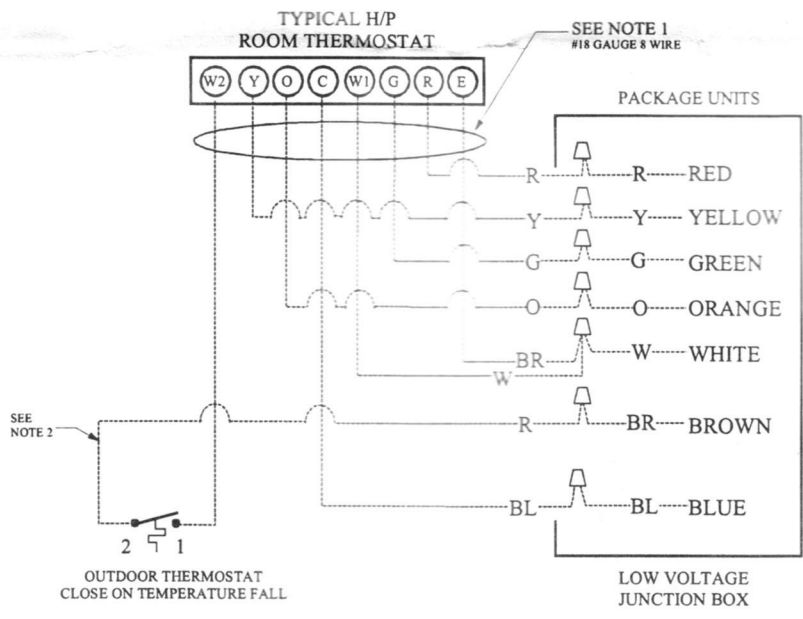 TYPICAL H/P
ROOM THERMOSTAT
SEE NOTE 1
#18 GAUGE 8 WIRE
W2 Y O C W1 G R E
PACKAGE UNITS
R R RED
Y Y YELLOW
G G GREEN
O O ORANGE
BR W WHITE
W
R BR BROWN
SEE
NOTE 2
BL BL BLUE
2 1
OUTDOOR THERMOSTAT
CLOSE ON TEMPERATURE FALL
LOW VOLTAGE
JUNCTION BOX